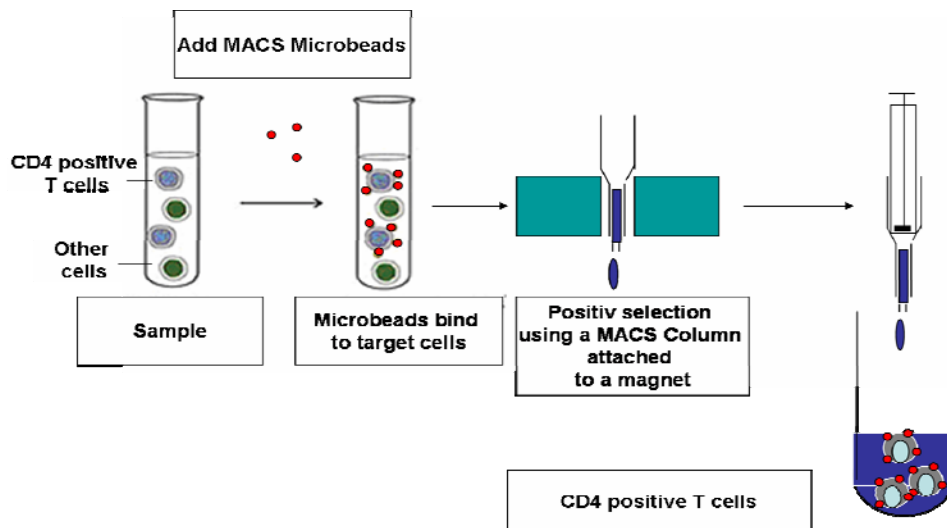 Add MACS Microbeads
CD4 positive
T cells
Other
cells
Sample
Microbeads bind
to target cells
Positiv selection
using a MACS Column
attached
to a magnet
CD4 positive T cells